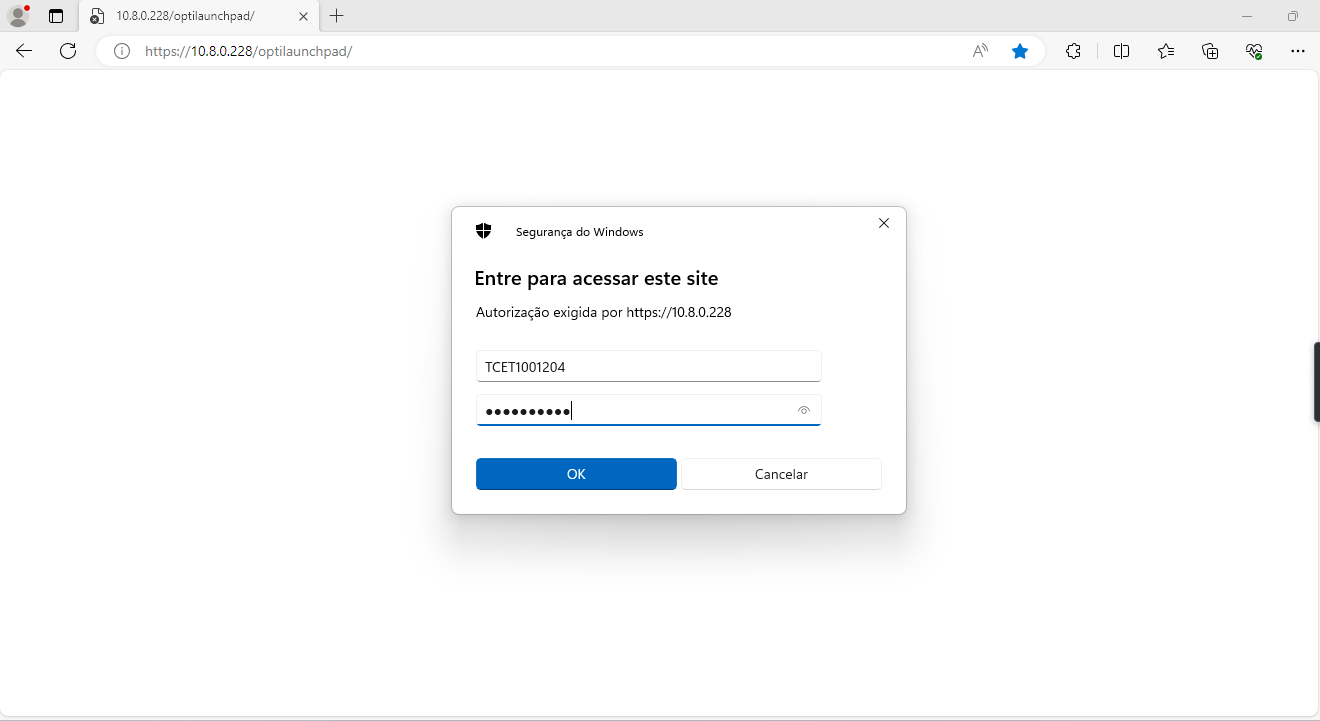 10.8.0.228/optilaunchpad/
https://10.8.0.228/optilaunchpad/
Segurança do Windows
Entre para acessar este site
Autorização exigida por https://10.8.0.228
TCET1001204
●●●●●●●●●●
OK
Cancelar